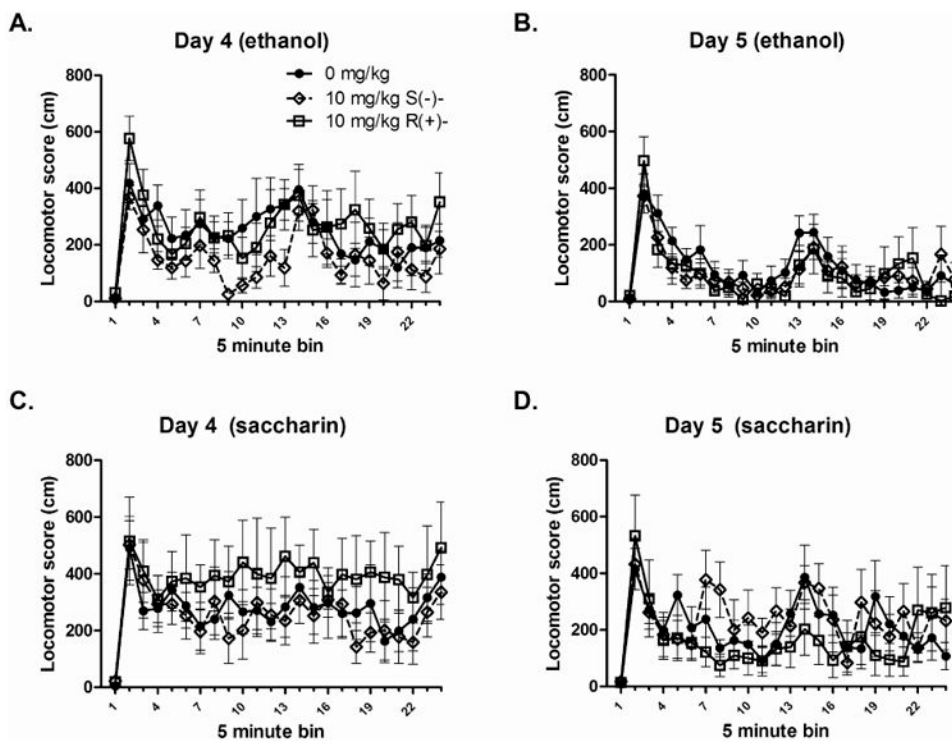 A.
Day 4 (ethanol)
0 mg/kg
10 mg/kg S(-)-
10 mg/kg R(+)-
Locomotor score (cm)
800
600
400
200
0
1 4 7 10 13 16 19 22
5 minute bin
B.
Day 5 (ethanol)
Locomotor score (cm)
800
600
400
200
0
1 4 7 10 13 16 19 22
5 minute bin
C.
Day 4 (saccharin)
Locomotor score (cm)
800
600
400
200
0
1 4 7 10 13 16 19 22
5 minute bin
D.
Day 5 (saccharin)
Locomotor score (cm)
800
600
400
200
0
1 4 7 10 13 16 19 22
5 minute bin